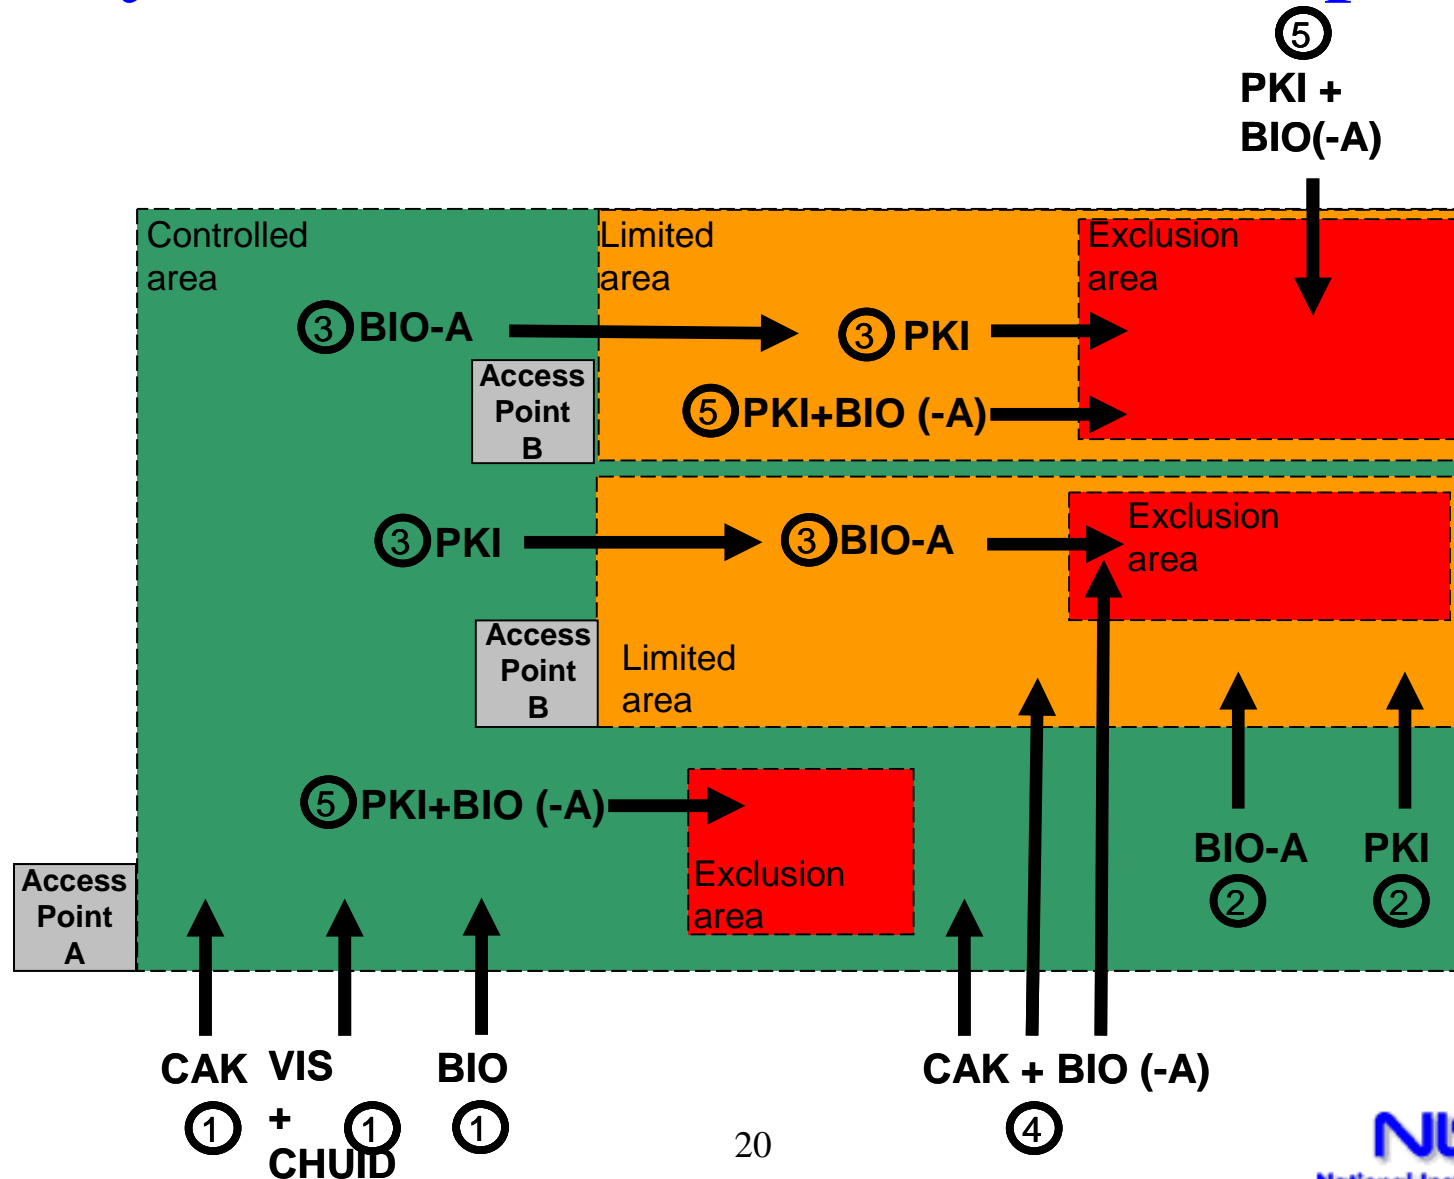 5
PKI +
BIO(-A)
Controlled
area
Limited
area
Exclusion
area
3 BIO-A
3 PKI
Access
Point
B
5 PKI+BIO (-A)
3 PKI
3 BIO-A
Exclusion
area
Access
Point
B
Limited
area
5 PKI+BIO (-A)
Exclusion
area
BIO-A
2
PKI
2
Access
Point
A
CAK
1
VIS
+
CHUID
1
BIO
1
CAK + BIO (-A)
4
20